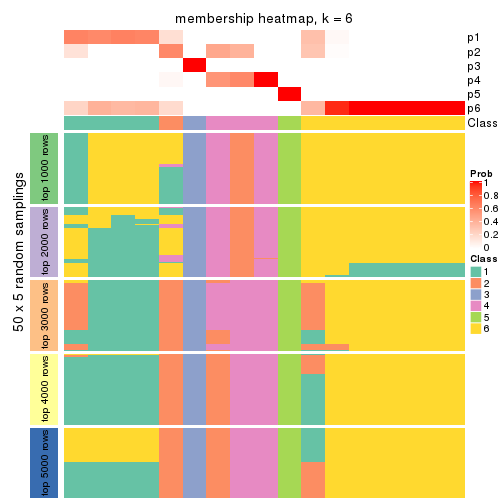 membership heatmap, k = 6
p1
p2
p3
p4
p5
p6
Class
50 x 5 random samplings
top 1000 rows
top 2000 rows
top 3000 rows
top 4000 rows
top 5000 rows
Prob
1
0.8
0.6
0.4
0.2
0
Class
1
2
3
4
5
6